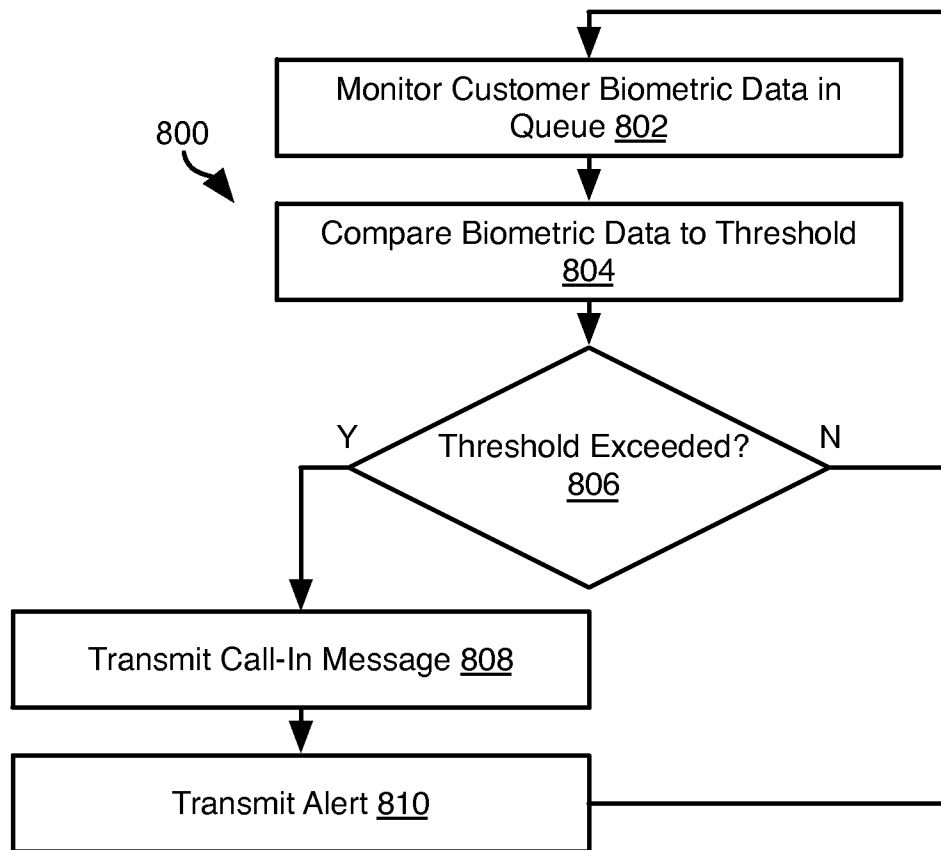 Monitor Customer Biometric Data in
Queue 802
800
Compare Biometric Data to Threshold
804
Y
N
Threshold Exceeded?
806
Transmit Call-In Message 808
Transmit Alert 810